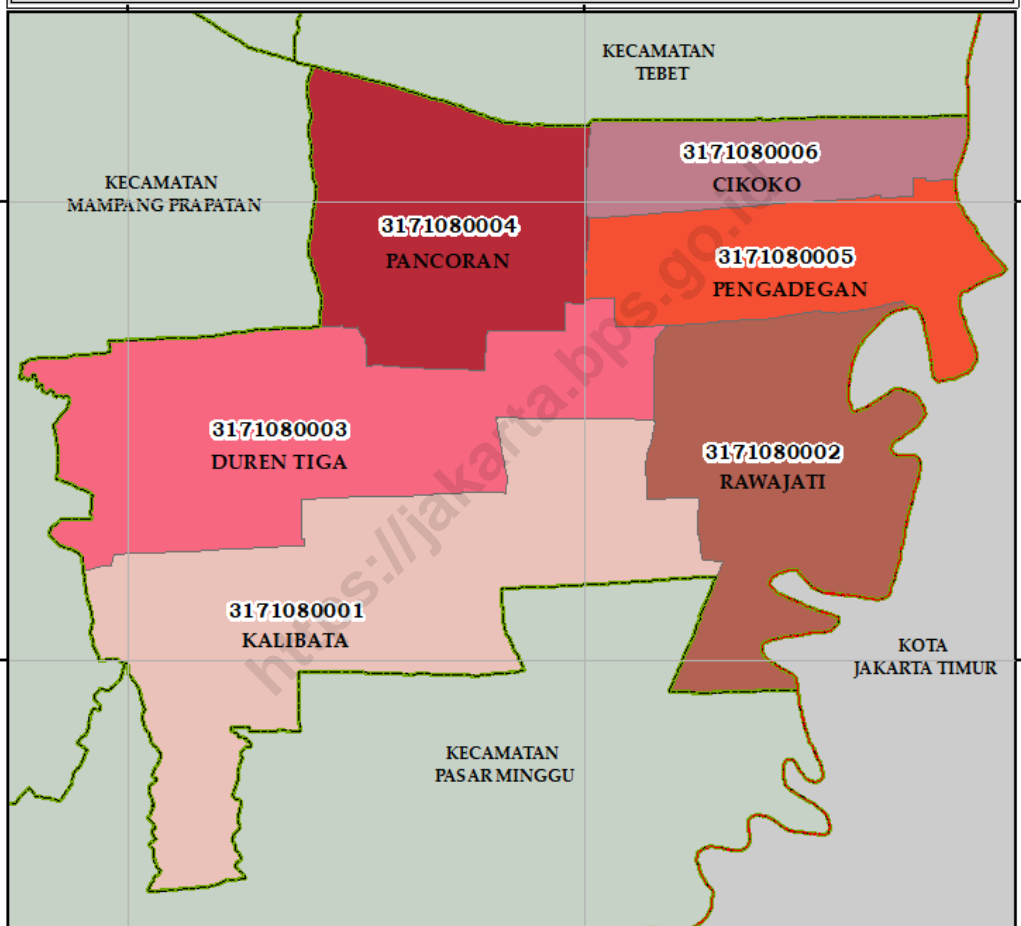 KECAMATAN
TEBET
3171080006
CIKOKO
KECAMATAN
MAMPANG PRAPATAN
3171080004
PANCORAN
3171080005
PENGADEGAN
3171080003
DUREN TIGA
3171080002
RAWAJATI
3171080001
KALIBATA
KOTA
JAKARTA TIMUR
KECAMATAN
PASAR MINGGU
https://jakarta.bps.go.id